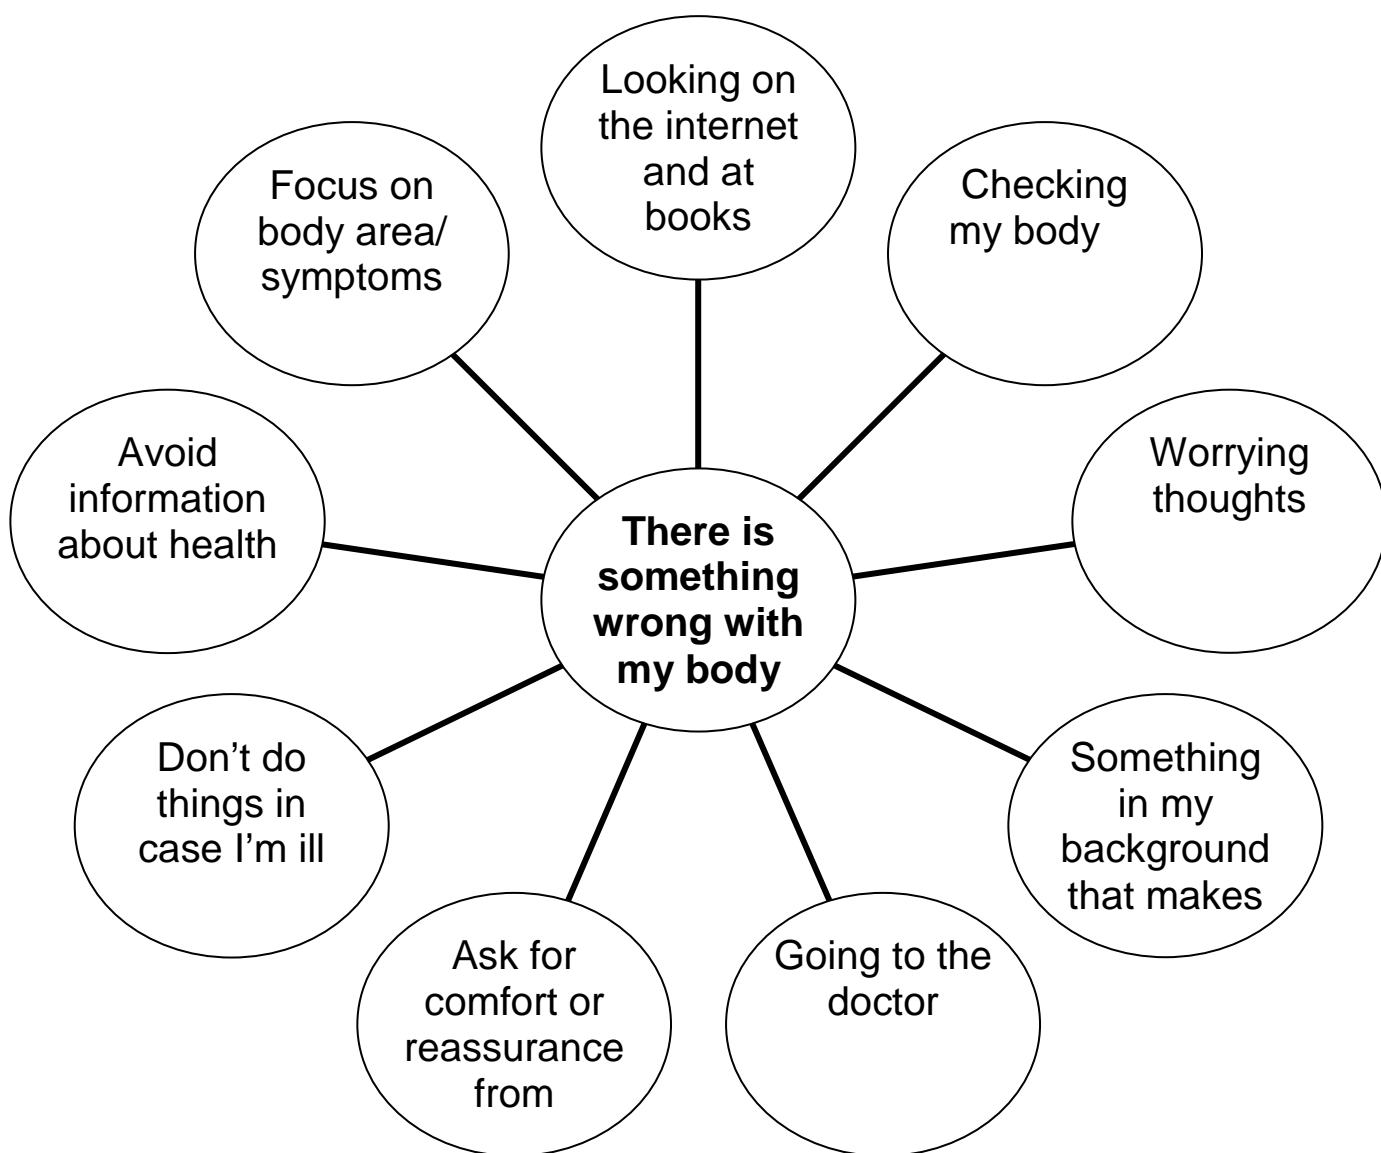 Looking on
the internet
and at
books
Checking
my body
Worrying
thoughts
Something
in my
background
that makes
Going to the
doctor
Ask for
comfort or
reassurance
from
Don’t do
things in
case I’m ill
Avoid
information
about health
Focus on
body area/
symptoms
There is
something
wrong with
my body